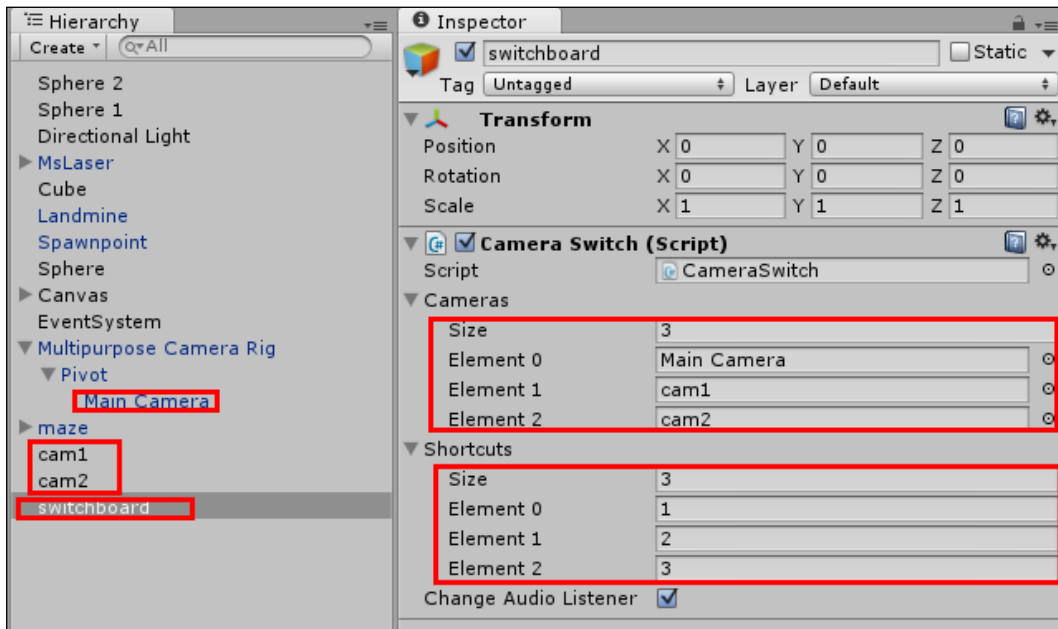 Hierarchy
Create
All
Sphere 2
Sphere 1
Directional Light
MsLaser
Cube
Landmine
Spawnpoint
Sphere
Canvas
EventSystem
Multipurpose Camera Rig
Pivot
Main Camera
maze
cam1
cam2
switchboard
Inspector
switchboard Static
Tag Untagged Layer Default
Transform
Position X 0 Y 0 Z 0
Rotation X 0 Y 0 Z 0
Scale X 1 Y 1 Z 1
Camera Switch (Script)
Script CameraSwitch
Cameras
Size 3
Element 0 Main Camera
Element 1 cam1
Element 2 cam2
Shortcuts
Size 3
Element 0 1
Element 1 2
Element 2 3
Change Audio Listener